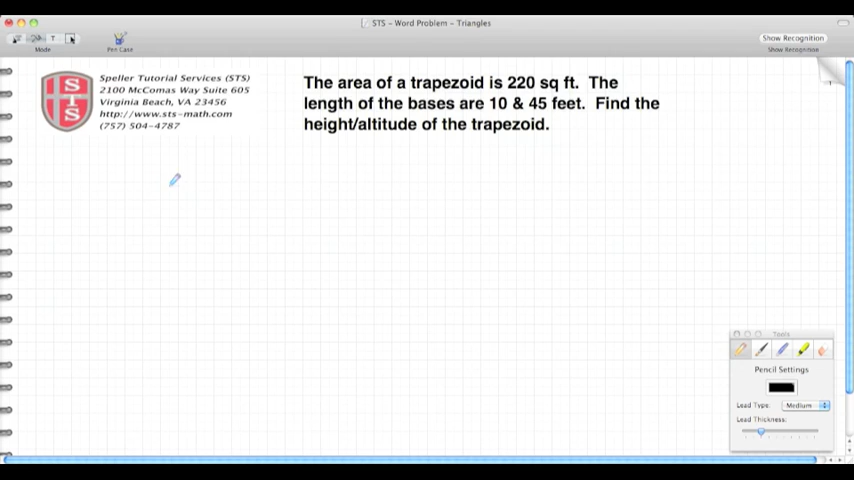 STS – Word Problem – Triangles
Mode
Pen Case
Show Recognition
Show Recognition
STS
Speller Tutorial Services (STS)
2100 McComas Way Suite 605
Virginia Beach, VA 23456
http://www.sts-math.com
(757) 504-4787
The area of a trapezoid is 220 sq ft. The
length of the bases are 10 & 45 feet. Find the
height/altitude of the trapezoid.
Tools
Pencil Settings
Lead Type: Medium
Lead Thickness: